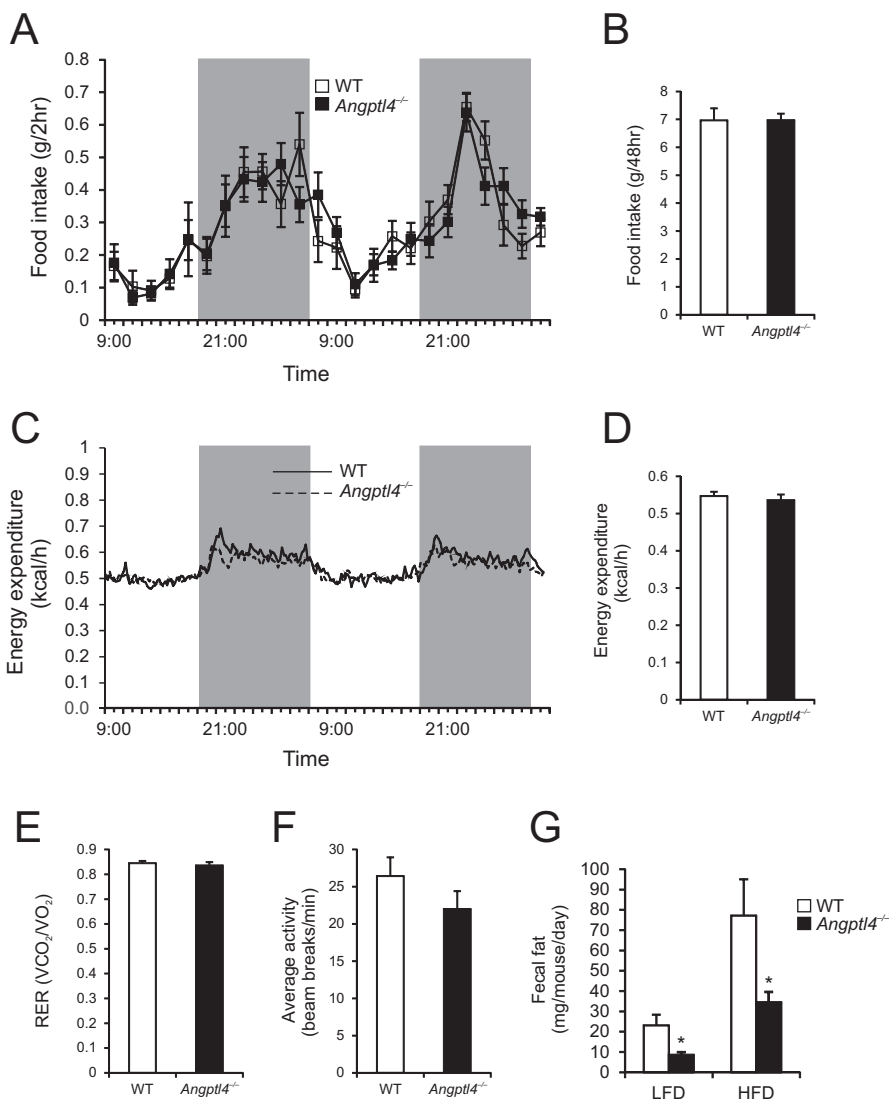 A
Food intake (g/2hr)
0.8
0.7
0.6
0.5
0.4
0.3
0.2
0.1
0
WT
Angptl4⁻/⁻
9:00 21:00 9:00 21:00
Time
B
Food intake (g/48hr)
8
7
6
5
4
3
2
1
0
WT Angptl4⁻/⁻
C
Energy expenditure
(kcal/h)
1
0.9
0.8
0.7
0.6
0.5
0.4
0.3
0.2
0.1
0.0
WT
Angptl4⁻/⁻
9:00 21:00 9:00 21:00
Time
D
Energy expenditure
(kcal/h)
0.6
0.5
0.4
0.3
0.2
0.1
0
WT Angptl4⁻/⁻
E
RER (VCO₂/VO₂)
0.9
0.8
0.7
0.6
0.5
0.4
0.3
0.2
0.1
0
WT Angptl4⁻/⁻
F
Average activity
(beam breaks/min)
30
25
20
15
10
5
0
WT Angptl4⁻/⁻
G
Fecal fat
(mg/mouse/day)
100
90
80
70
60
50
40
30
20
10
0
WT
Angptl4⁻/⁻
*
*
LFD HFD